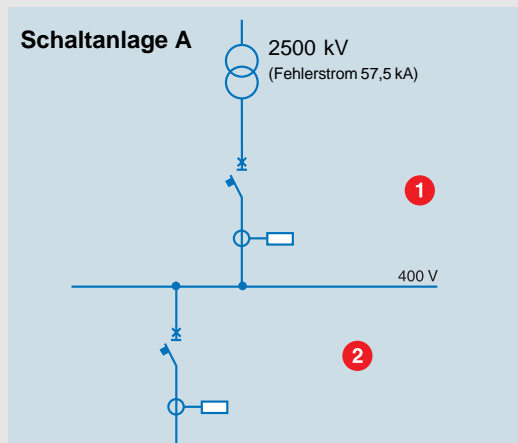 Schaltanlage A
2500 kV
(Fehlerstrom 57,5 kA)
1
400 V
2